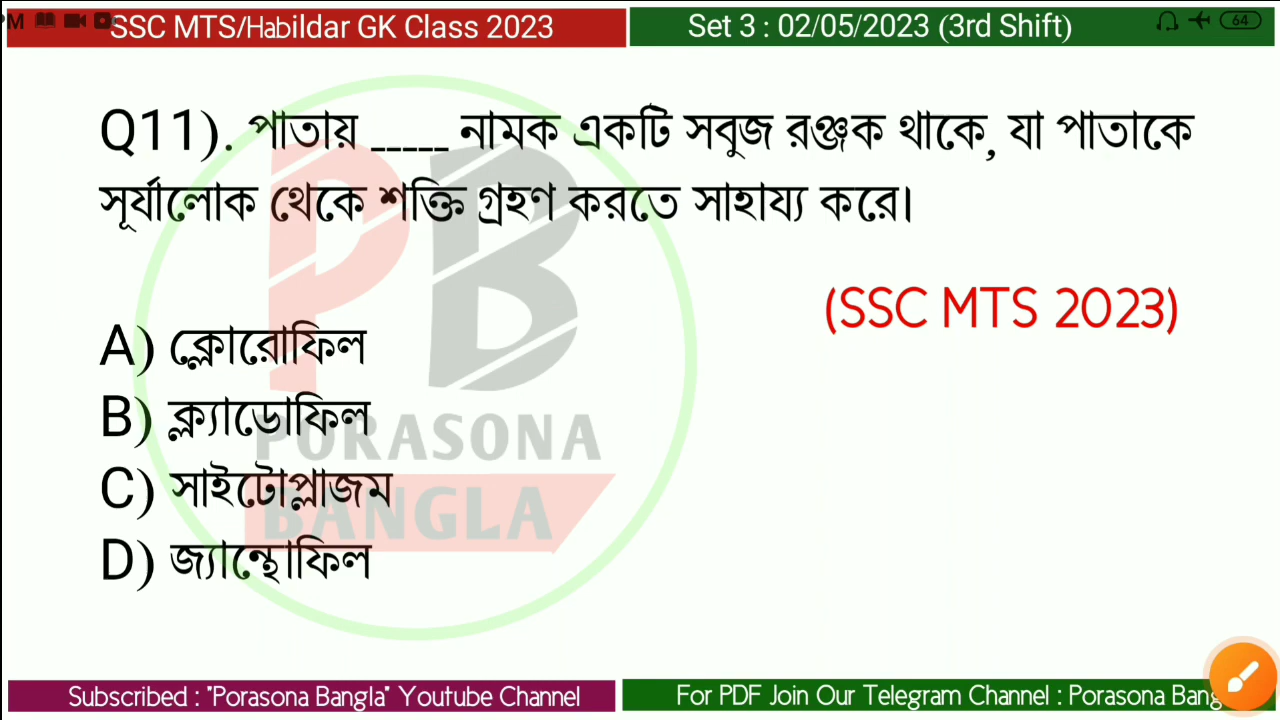 SSC MTS/Habildar GK Class 2023
Set 3 : 02/05/2023 (3rd Shift)
64
Q11). পাতায় _____ নামক একটি সবুজ রঞ্জক থাকে, যা পাতাকে
সূর্যালোক থেকে শক্তি গ্রহণ করতে সাহায্য করে।
(SSC MTS 2023)
A) ক্লোরোফিল
B) ক্ল্যাডোফিল
C) সাইটোপ্লাজম
D) জ্যান্থোফিল
PB
PORASONA
BANGLA
Subscribed : "Porasona Bangla" Youtube Channel
For PDF Join Our Telegram Channel : Porasona Bang